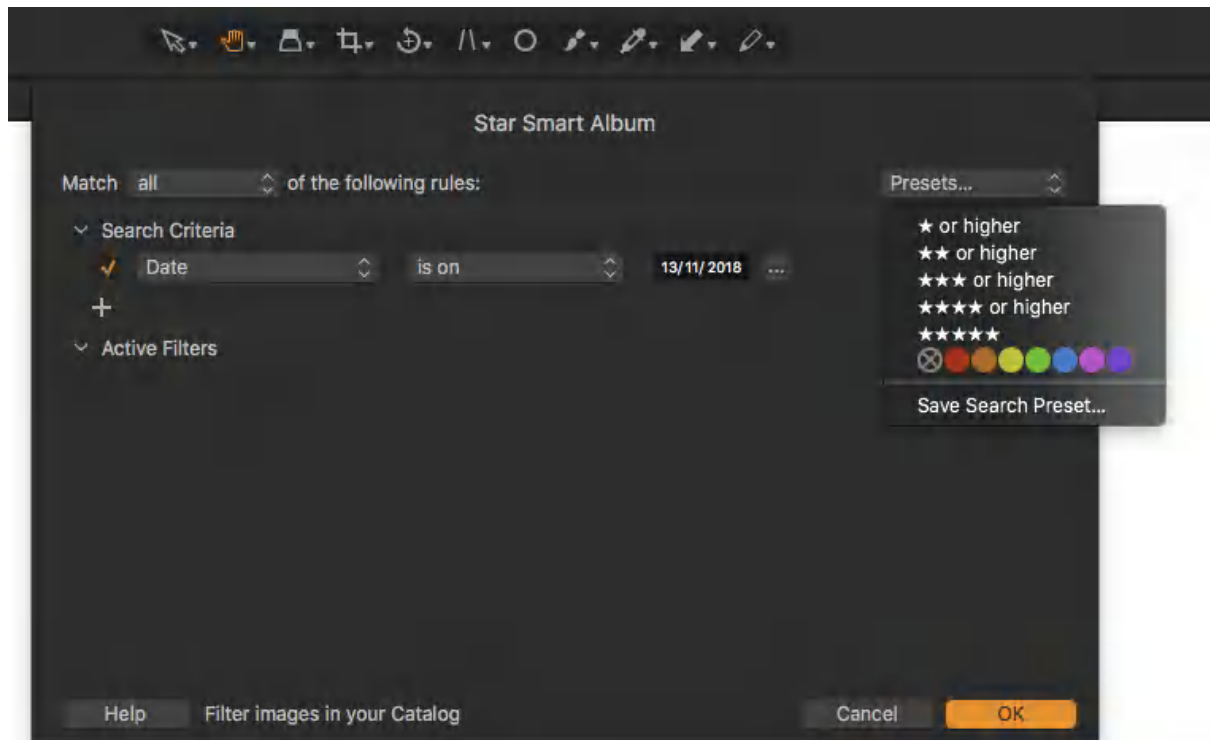 Star Smart Album
Match all of the following rules: Presets...
Search Criteria
★ or higher
★★ or higher
Date is on 13/11/2018 ...
★★★ or higher
★★★★ or higher
★★★★★
Active Filters
Save Search Preset...
Help Filter images in your Catalog Cancel OK